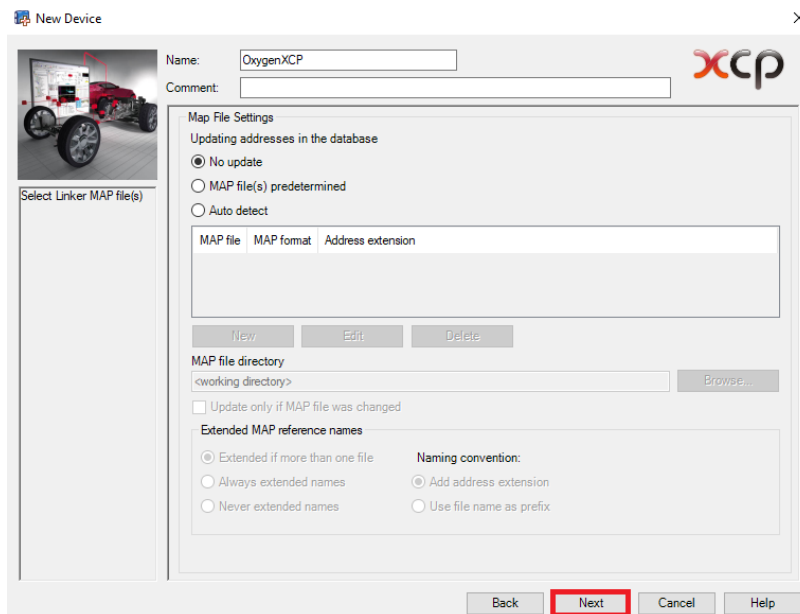 New Device
Name: OxygenXCP
xcp
Comment:
Select Linker MAP file(s)
Map File Settings
Updating addresses in the database
No update
MAP file(s) predetermined
Auto detect
MAP file MAP format Address extension
New Edit Delete
MAP file directory
<working directory> Browse...
Update only if MAP file was changed
Extended MAP reference names
Extended if more than one file Naming convention:
Always extended names Add address extension
Never extended names Use file name as prefix
Back Next Cancel Help